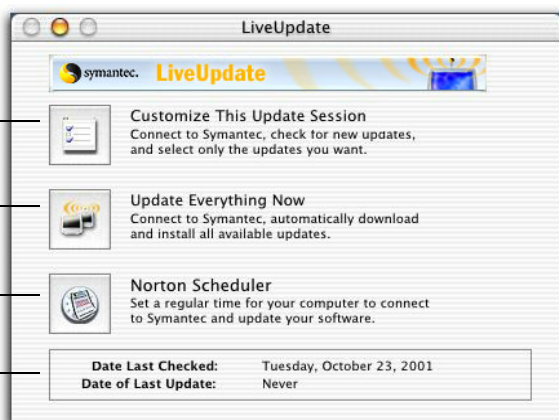 LiveUpdate
symantec. LiveUpdate
Customize This Update Session
Connect to Symantec, check for new updates,
and select only the updates you want.
Update Everything Now
Connect to Symantec, automatically download
and install all available updates.
Norton Scheduler
Set a regular time for your computer to connect
to Symantec and update your software.
Date Last Checked: Tuesday, October 23, 2001
Date of Last Update: Never